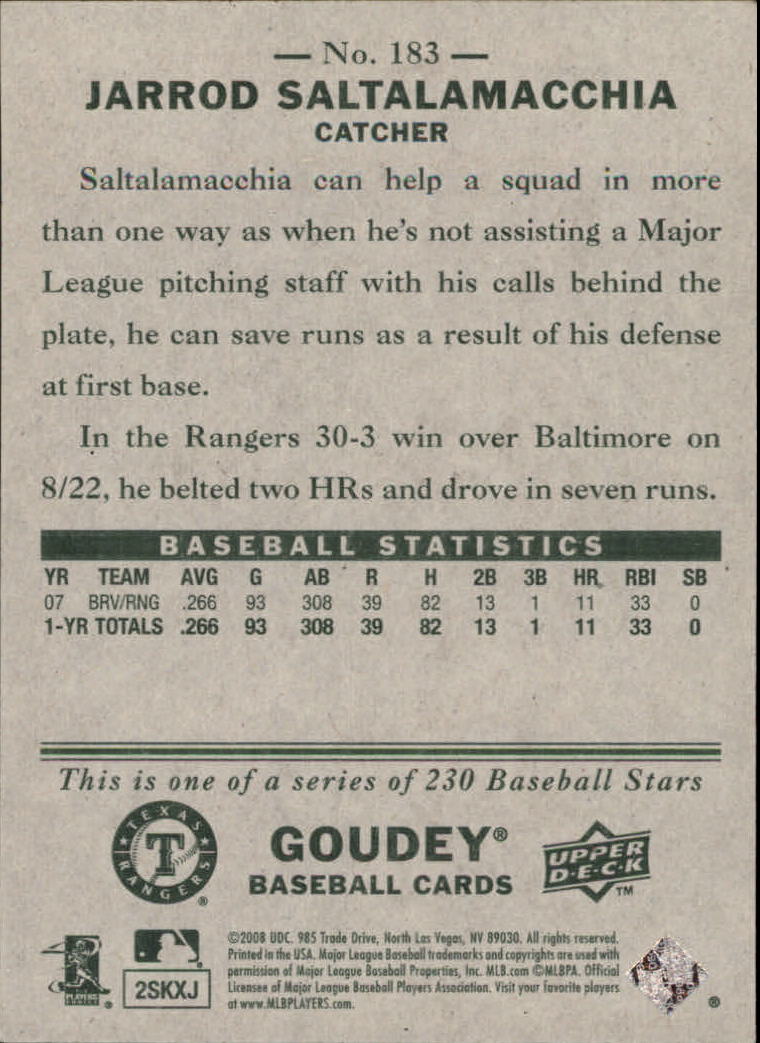 — No. 183 —
JARROD SALTALAMACCHIA
CATCHER
Saltalamacchia can help a squad in more
than one way as when he's not assisting a Major
League pitching staff with his calls behind the
plate, he can save runs as a result of his defense
at first base.
In the Rangers 30-3 win over Baltimore on
8/22, he belted two HRs and drove in seven runs.
BASEBALL STATISTICS
YR TEAM AVG G AB R H 2B 3B HR RBI SB
07 BRV/RNG .266 93 308 39 82 13 1 11 33 0
1-YR TOTALS .266 93 308 39 82 13 1 11 33 0
This is one of a series of 230 Baseball Stars
TEXAS
T
RANGERS
®
GOUDEY®
BASEBALL CARDS
UPPER
D·E·C·K
TM
PLAYERS
®
2SKXJ
©2008 UDC. 985 Trade Drive, North Las Vegas, NV 89030. All rights reserved.
Printed in the USA. Major League Baseball trademarks and copyrights are used with
permission of Major League Baseball Properties, Inc. MLB.com ©MLBPA. Official
Licensee of Major League Baseball Players Association. Visit your favorite players
at www.MLBPLAYERS.com.
®